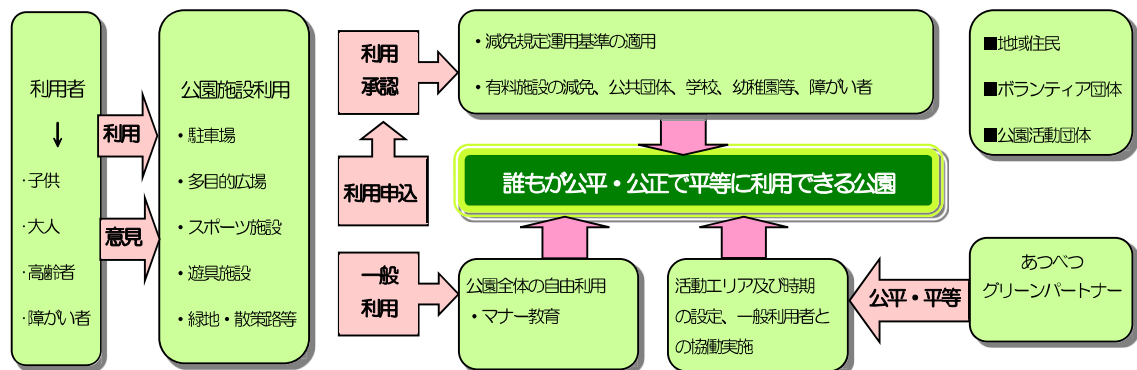 利用者
↓
・子供
・大人
・高齢者
・障がい者
利用
意見
公園施設利用
・駐車場
・多目的広場
・スポーツ施設
・遊具施設
・緑地・散策路等
利用
承認
利用申込
一般
利用
・減免規定運用基準の適用
・有料施設の減免、公共団体、学校、幼稚園等、障がい者
誰もが公平・公正で平等に利用できる公園
公園全体の自由利用
・マナー教育
活動エリア及び時期
の設定、一般利用者と
の協働実施
公平・平等
■地域住民
■ボランティア団体
■公園活動団体
あつべつ
グリーンパートナー